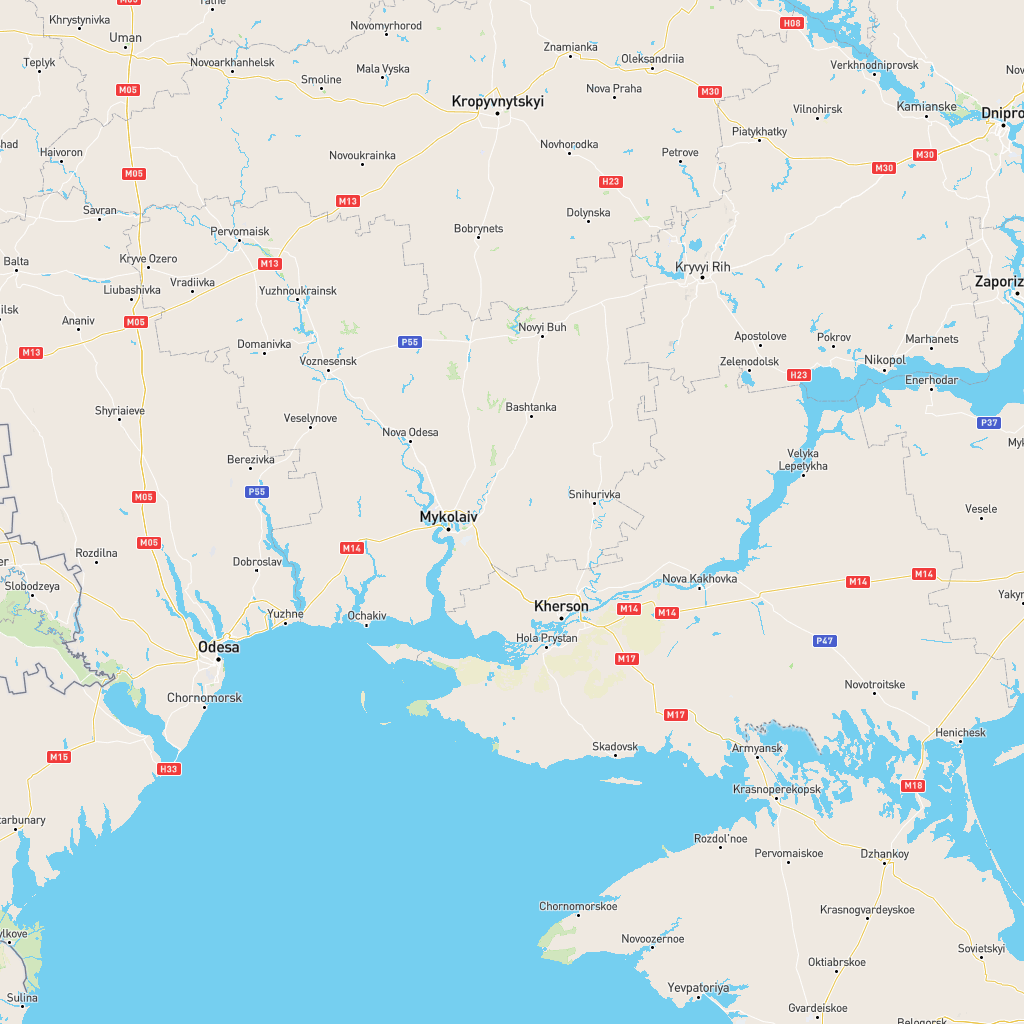 M05
Talne
Khrystynivka
Novomyrhorod
H08
Uman
Znamianka
Oleksandriia
Teplyk
Novoarkhanhelsk
Mala Vyska
Verkhnodniprovsk
Smoline
M05
Nova Praha
M30
Kropyvnytskyi
Vilnohirsk
Kamianske
Dnipro
Piatykhatky
Haivoron
Novoukrainka
Novhorodka
Petrove
M30
M30
M05
H23
M13
Savran
Dolynska
Pervomaisk
Bobrynets
Balta
Kryve Ozero
M13
Kryvyi Rih
Vradiivka
Liubashivka
Yuzhnoukrainsk
Zaporiz
Ananiv
M05
Novyi Buh
Domanivka
P55
Apostolove
Pokrov
Marhanets
M13
Voznesensk
Zelenodolsk
Nikopol
H23
Enerhodar
Shyriaieve
Bashtanka
Veselynove
P37
Nova Odesa
Berezivka
Velyka
Lepetykha
P55
M05
Snihurivka
Vesele
Mykolaiv
M05
M14
Rozdilna
Dobroslav
Slobodzeya
Nova Kakhovka
M14
M14
Yuzhne
Ochakiv
Kherson
M14
M14
Odesa
Hola Prystan
P47
M17
Chornomorsk
Novotroitske
M17
Henichesk
M15
Skadovsk
Armyansk
H33
M18
Krasnoperekopsk
Rozdol'noe
Pervomaiskoe
Dzhankoy
Chornomorskoe
Krasnogvardeyskoe
Novoozernoe
Sovietskyi
Oktiabrskoe
Yevpatoriya
Sulina
Gvardeiskoe
Belogorsk